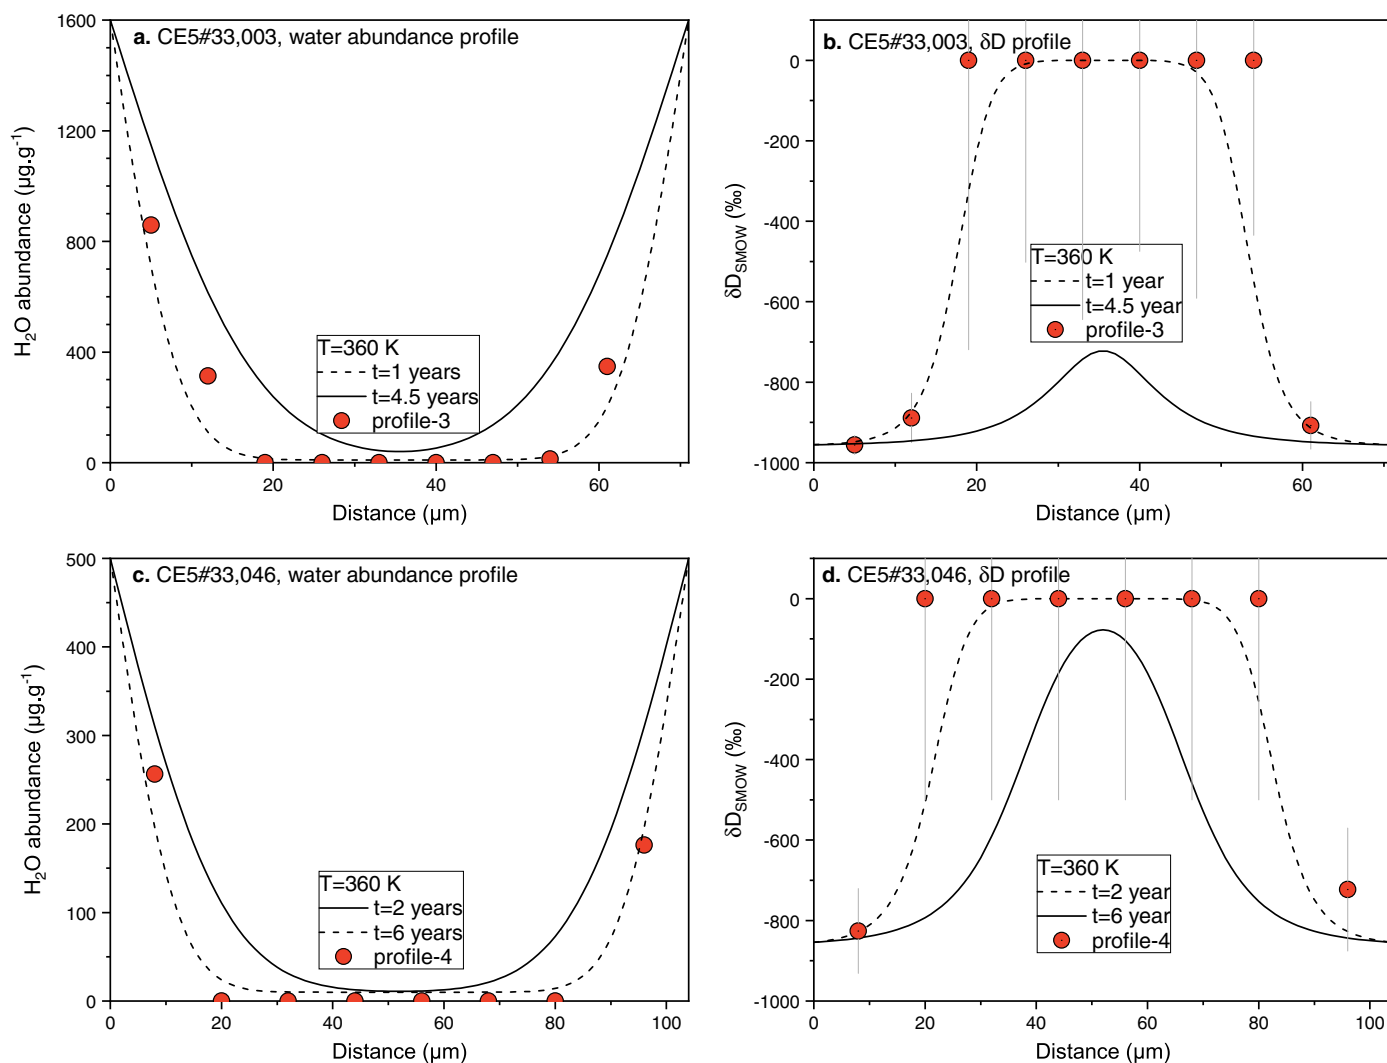 a. CE5#33,003, water abundance profile
1600
1200
800
400
0
H₂O abundance (µg.g⁻¹)
T=360 K
t=1 years
t=4.5 years
profile-3
0 20 40 60
Distance (µm)
b. CE5#33,003, δD profile
0
-200
-400
-600
-800
-1000
δD_SMOW (‰)
T=360 K
t=1 year
t=4.5 year
profile-3
0 20 40 60
Distance (µm)
c. CE5#33,046, water abundance profile
500
400
300
200
100
0
H₂O abundance (µg.g⁻¹)
T=360 K
t=2 years
t=6 years
profile-4
0 20 40 60 80 100
Distance (µm)
d. CE5#33,046, δD profile
0
-200
-400
-600
-800
-1000
δD_SMOW (‰)
T=360 K
t=2 year
t=6 year
profile-4
0 20 40 60 80 100
Distance (µm)